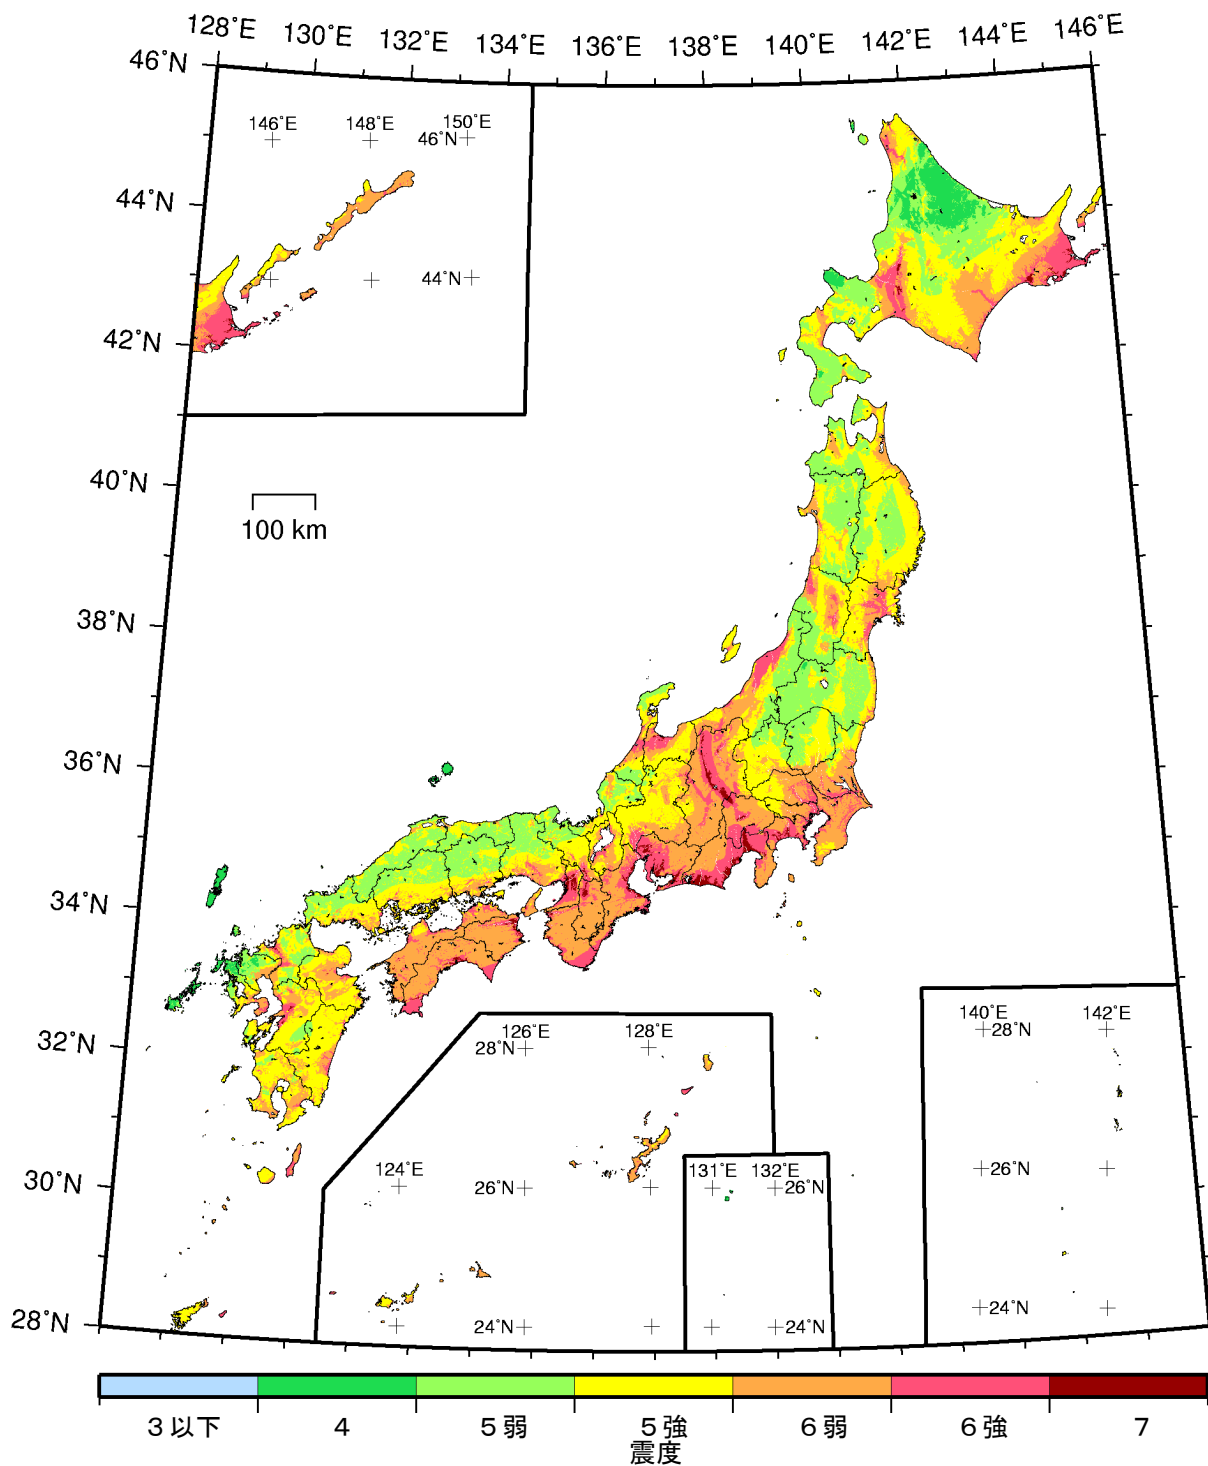 128°E 130°E 132°E 134°E 136°E 138°E 140°E 142°E 144°E 146°E
46°N
146°E 148°E 150°E
46°N
44°N
44°N
42°N
40°N
100 km
38°N
36°N
34°N
32°N
126°E 128°E
28°N
140°E 142°E
28°N
30°N
124°E
26°N
131°E 132°E
26°N
26°N
28°N
24°N
24°N
24°N
3以下 4 5弱 5強 6弱 6強 7
震度